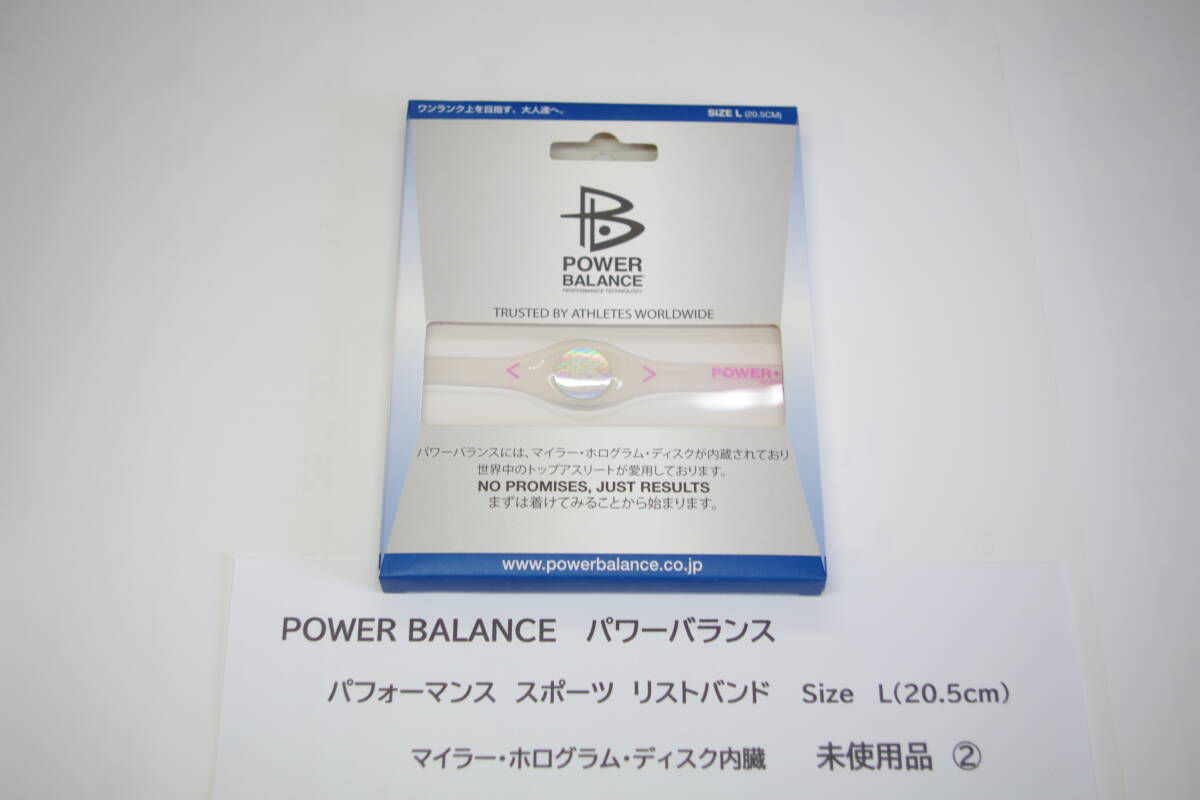 ワンランク上を目指す、大人達へ。 SIZE L (20.5CM)
POWER
BALANCE
PERFORMANCE TECHNOLOGY
TRUSTED BY ATHLETES WORLDWIDE
< > POWER•
パワーバランスには、マイラー・ホログラム・ディスクが内蔵されており
世界中のトップアスリートが愛用しております。
NO PROMISES, JUST RESULTS
まずは着けてみることから始まります。
www.powerbalance.co.jp
POWER BALANCE パワーバランス
パフォーマンス スポーツ リストバンド Size L(20.5cm)
マイラー・ホログラム・ディスク内臓 未使用品 ②